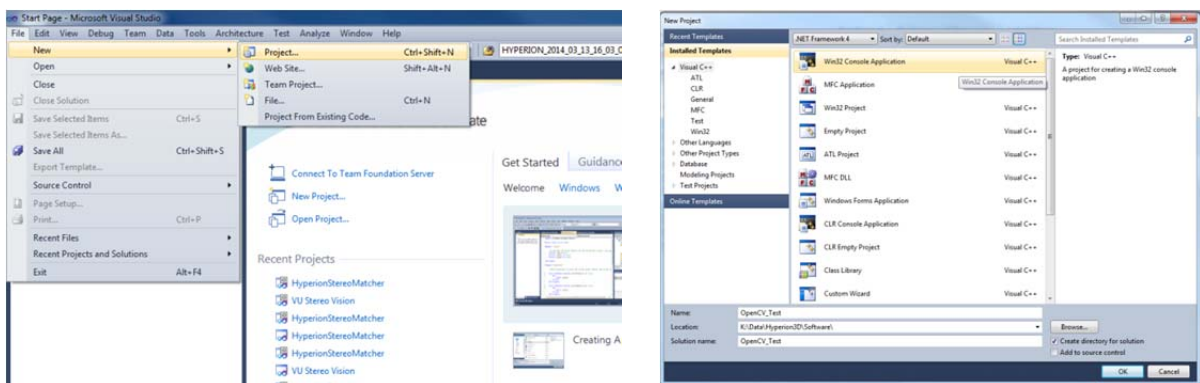 Start Page - Microsoft Visual Studio
File Edit View Debug Team Data Tools Architecture Test Analyze Window Help
New
Open
Close
Close Solution
Save Selected Items Ctrl+S
Save Selected Items As...
Save All Ctrl+Shift+S
Export Template...
Source Control
Page Setup...
Print... Ctrl+P
Recent Files
Recent Projects and Solutions
Exit Alt+F4
Project... Ctrl+Shift+N
Web Site... Shift+Alt+N
Team Project...
File... Ctrl+N
Project From Existing Code...
HYPERION_2014_03_13_16_03_0
ate
Connect To Team Foundation Server
New Project...
Open Project...
Recent Projects
HyperionStereoMatcher
VU Stereo Vision
HyperionStereoMatcher
HyperionStereoMatcher
HyperionStereoMatcher
VU Stereo Vision
Get Started Guidanc
Welcome Windows W
Creating A
New Project
Recent Templates
Installed Templates
Visual C++
ATL
CLR
General
MFC
Test
Win32
Other Languages
Other Project Types
Database
Modeling Projects
Test Projects
Online Templates
.NET Framework 4 Sort by: Default
Search Installed Templates
Win32 Console Application Visual C++
Win32 Console Application
MFC Application
Win32 Project Visual C++
Empty Project Visual C++
ATL Project Visual C++
MFC DLL Visual C++
Windows Forms Application Visual C++
CLR Console Application Visual C++
CLR Empty Project Visual C++
Class Library Visual C++
Custom Wizard Visual C++
Type: Visual C++
A project for creating a Win32 console
application
Name: OpenCV_Test
Location: K:\Data\Hyperion3D\Software\
Browse...
Solution name: OpenCV_Test
Create directory for solution
Add to source control
OK Cancel